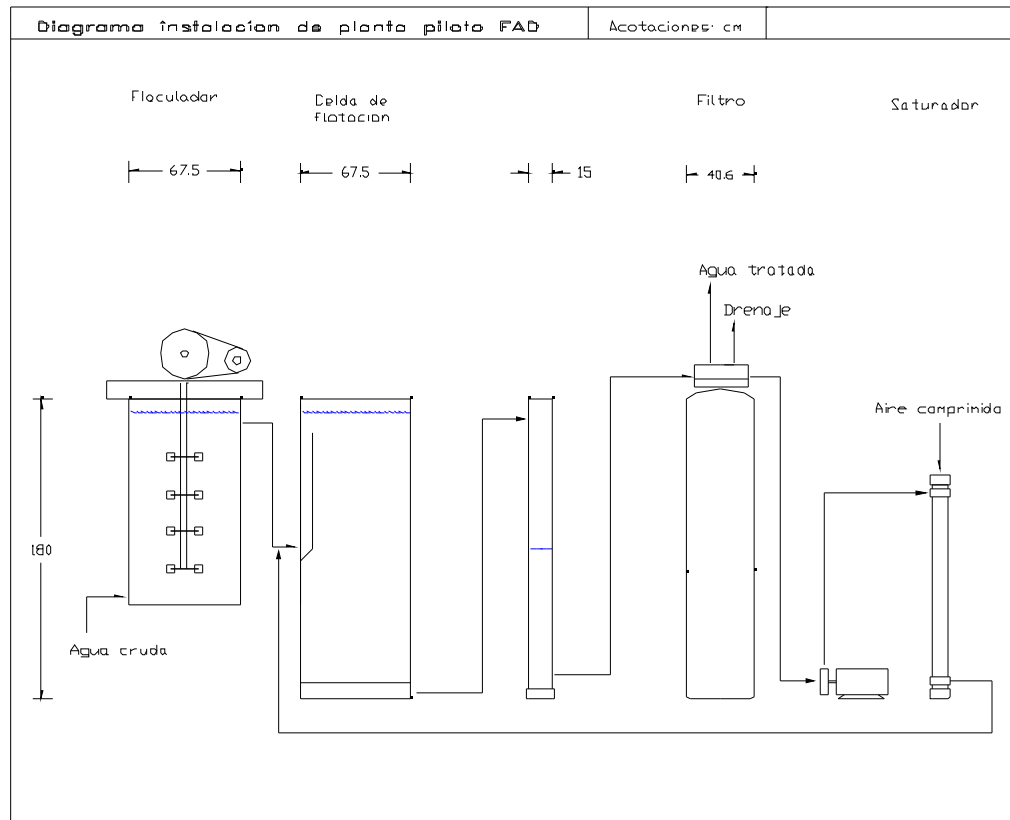 Diagrama instalacion de planta piloto FAD
Acotaciones: cm
Floculador
Celda de
flotacion
Filtro
Saturador
67.5
67.5
15
40.6
Agua tratada
Drenaje
Aire comprimido
180
Agua cruda